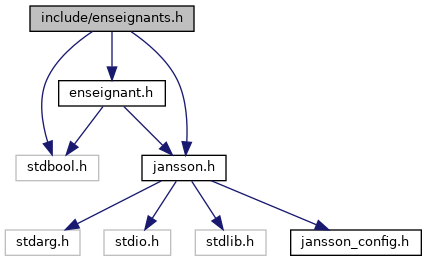 include/enseignants.h
enseignant.h
stdbool.h
jansson.h
stdarg.h
stdio.h
stdlib.h
jansson_config.h